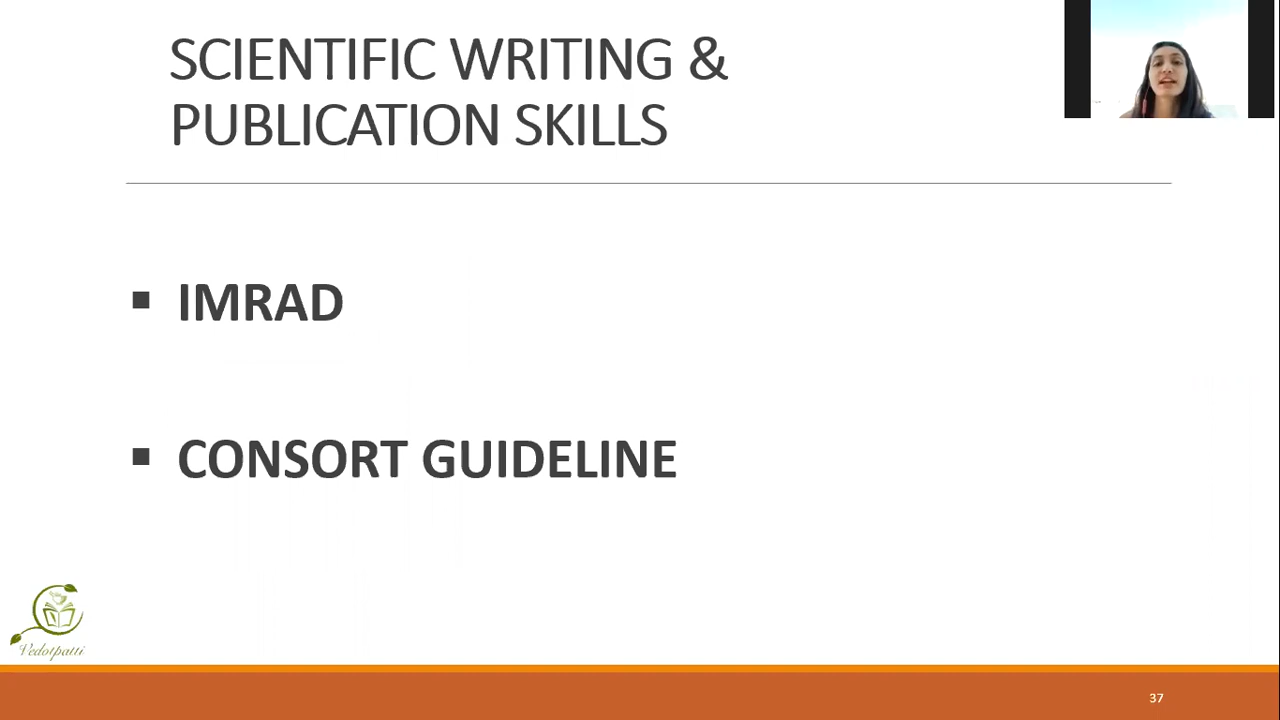 SCIENTIFIC WRITING &
PUBLICATION SKILLS
▪ IMRAD
▪ CONSORT GUIDELINE
Vedotpatti
37